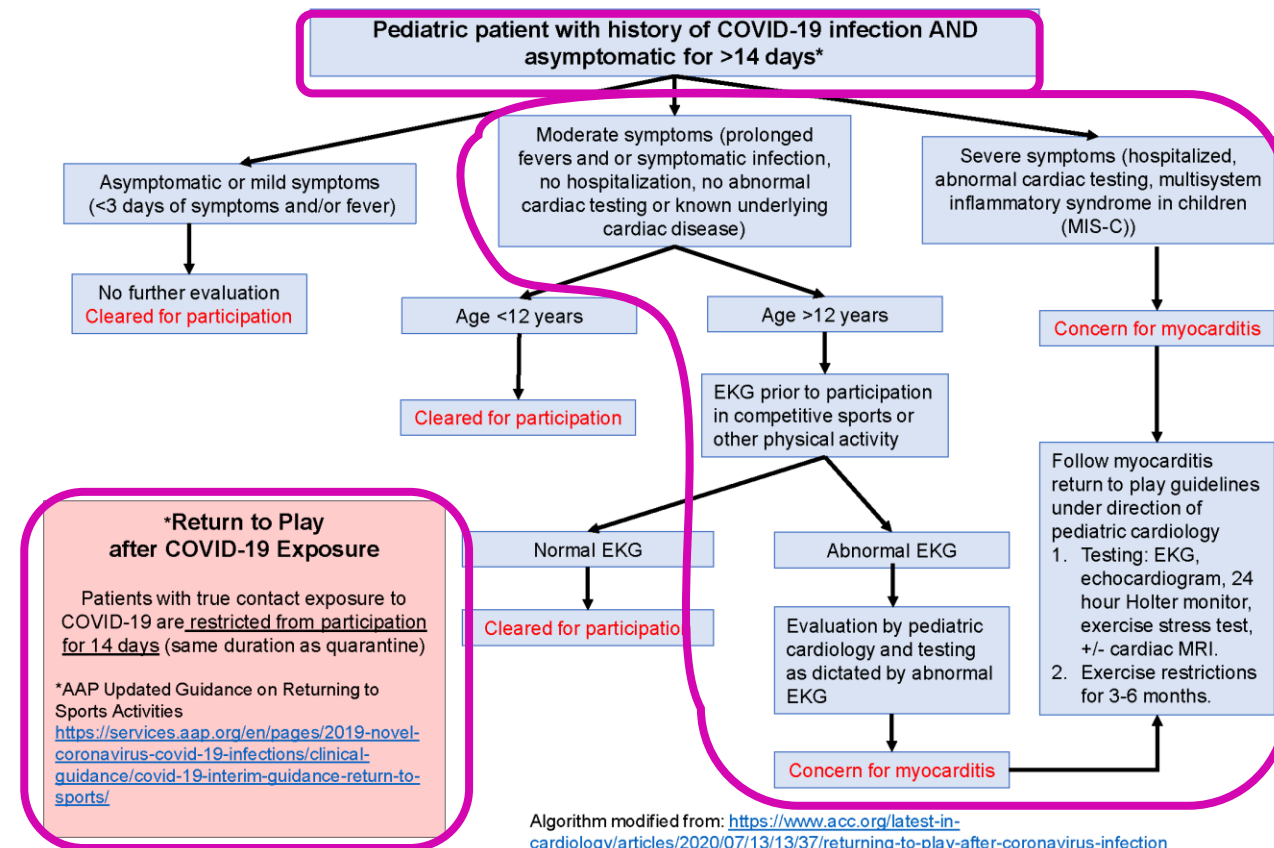 Pediatric patient with history of COVID-19 infection AND
asymptomatic for >14 days*
Asymptomatic or mild symptoms
(<3 days of symptoms and/or fever)
No further evaluation
Cleared for participation
Moderate symptoms (prolonged
fevers and or symptomatic infection,
no hospitalization, no abnormal
cardiac testing or known underlying
cardiac disease)
Severe symptoms (hospitalized,
abnormal cardiac testing, multisystem
inflammatory syndrome in children
(MIS-C))
Age <12 years
Cleared for participation
Age >12 years
EKG prior to participation
in competitive sports or
other physical activity
Normal EKG
Cleared for participation
Abnormal EKG
Evaluation by pediatric
cardiology and testing
as dictated by abnormal
EKG
Concern for myocarditis
Concern for myocarditis
Follow myocarditis
return to play guidelines
under direction of
pediatric cardiology
1. Testing: EKG,
echocardiogram, 24
hour Holter monitor,
exercise stress test,
+/- cardiac MRI.
2. Exercise restrictions
for 3-6 months.
*Return to Play
after COVID-19 Exposure
Patients with true contact exposure to
COVID-19 are restricted from participation
for 14 days (same duration as quarantine)
*AAP Updated Guidance on Returning to
Sports Activities
https://services.aap.org/en/pages/2019-novel-
coronavirus-covid-19-infections/clinical-
guidance/covid-19-interim-guidance-return-to-
sports/
Algorithm modified from: https://www.acc.org/latest-in-
cardiology/articles/2020/07/13/13/37/returning-to-play-after-coronavirus-infection